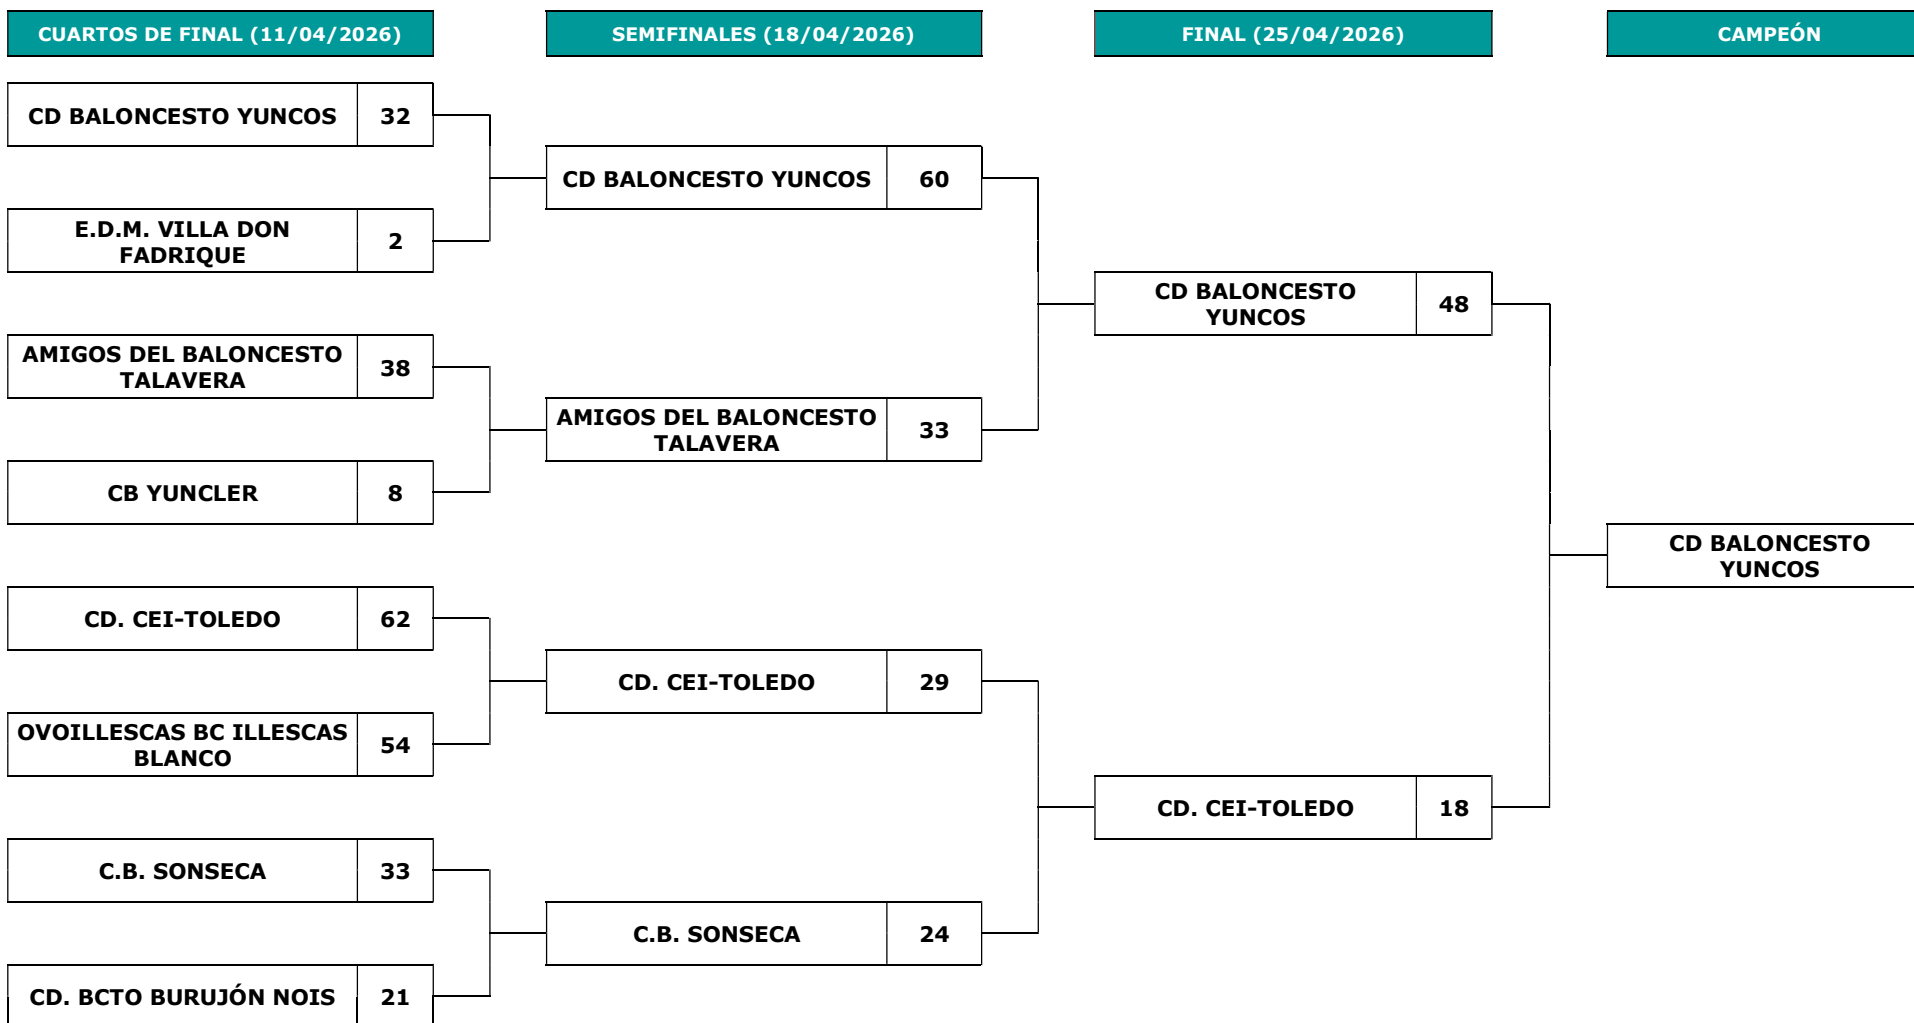 CUARTOS DE FINAL (11/04/2026)
SEMIFINALES (18/04/2026)
FINAL (25/04/2026)
CAMPEÓN
CD BALONCESTO YUNCOS 32
E.D.M. VILLA DON
FADRIQUE 2
AMIGOS DEL BALONCESTO
TALAVERA 38
CB YUNCLER 8
CD. CEI-TOLEDO 62
OVOILLESCAS BC ILLESCAS
BLANCO 54
C.B. SONSECA 33
CD. BCTO BURUJÓN NOIS 21
CD BALONCESTO YUNCOS 60
AMIGOS DEL BALONCESTO
TALAVERA 33
CD. CEI-TOLEDO 29
C.B. SONSECA 24
CD BALONCESTO
YUNCOS 48
CD. CEI-TOLEDO 18
CD BALONCESTO
YUNCOS